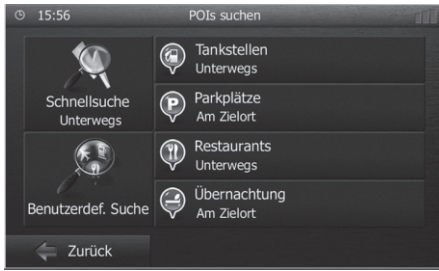 15:56
POIs suchen
Schnellsuche
Unterwegs
Benutzerdef. Suche
Tankstellen
Unterwegs
P
Parkplätze
Am Zielort
Restaurants
Unterwegs
Übernachtung
Am Zielort
Zurück